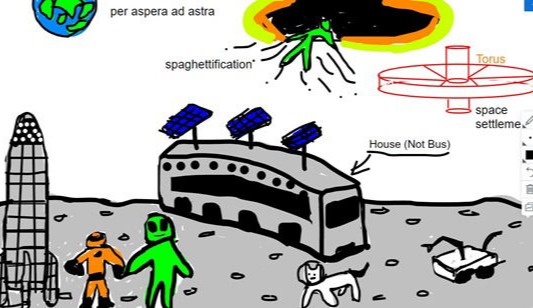 per aspera ad astra
spaghettification
Torus
space
settleme
House (Not Bus)